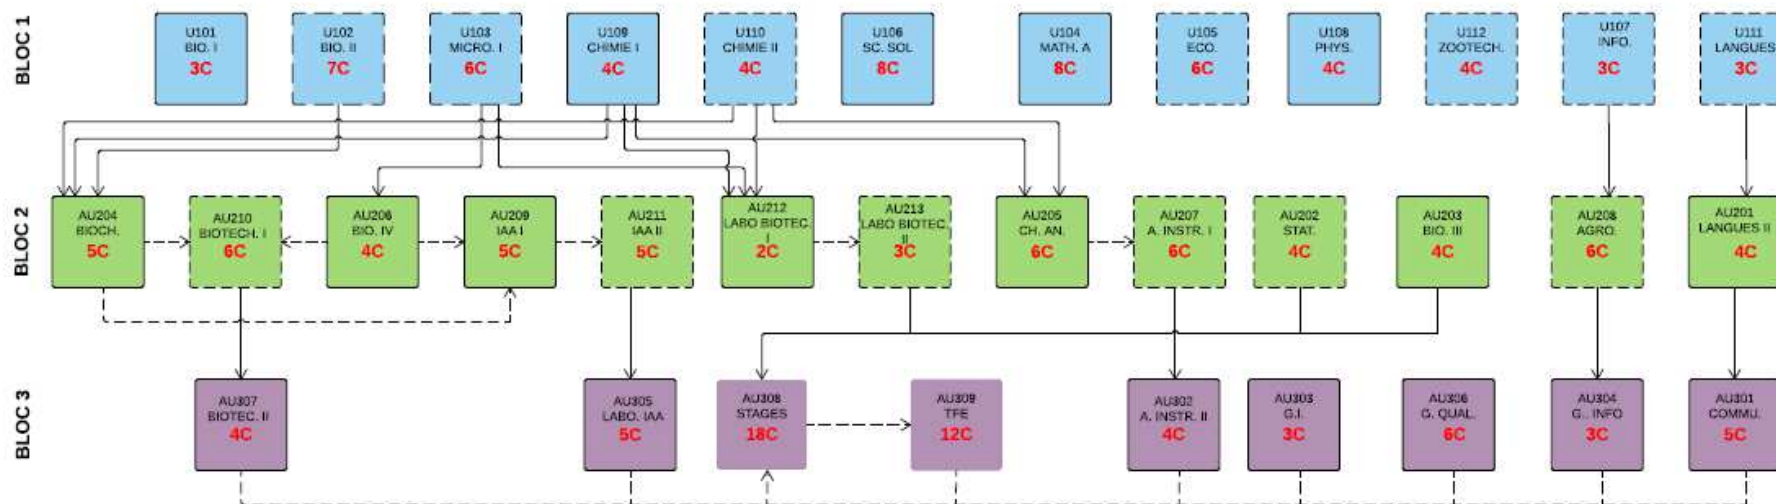 BLOC 1
U101
BIO. I
3C
U102
BIO. II
7C
U103
MICRO. I
6C
U109
CHIMIE I
4C
U110
CHIMIE II
4C
U106
SC. SOL
8C
U104
MATH. A
8C
U105
ECO.
6C
U108
PHYS.
4C
U112
ZOOTECH.
4C
U107
INFO.
3C
U111
LANGUES
3C
BLOC 2
AU204
BIOCH.
5C
AU210
BIOTECH. I
6C
AU206
BIO. IV
4C
AU209
IAA I
5C
AU211
IAA II
5C
AU212
LABO BIOTEC.
I
2C
AU213
LABO BIOTEC.
II
3C
AU205
CH. AN.
6C
AU207
A. INSTR. I
6C
AU202
STAT.
4C
AU203
BIO. III
4C
AU208
AGRO.
6C
AU201
LANGUES II
4C
BLOC 3
AU307
BIOTEC. II
4C
AU305
LABO. IAA
5C
AU308
STAGES
18C
AU309
TFE
12C
AU302
A. INSTR. II
4C
AU303
G.I.
3C
AU306
G. QUAL.
6C
AU304
G.. INFO
3C
AU301
COMMU.
5C